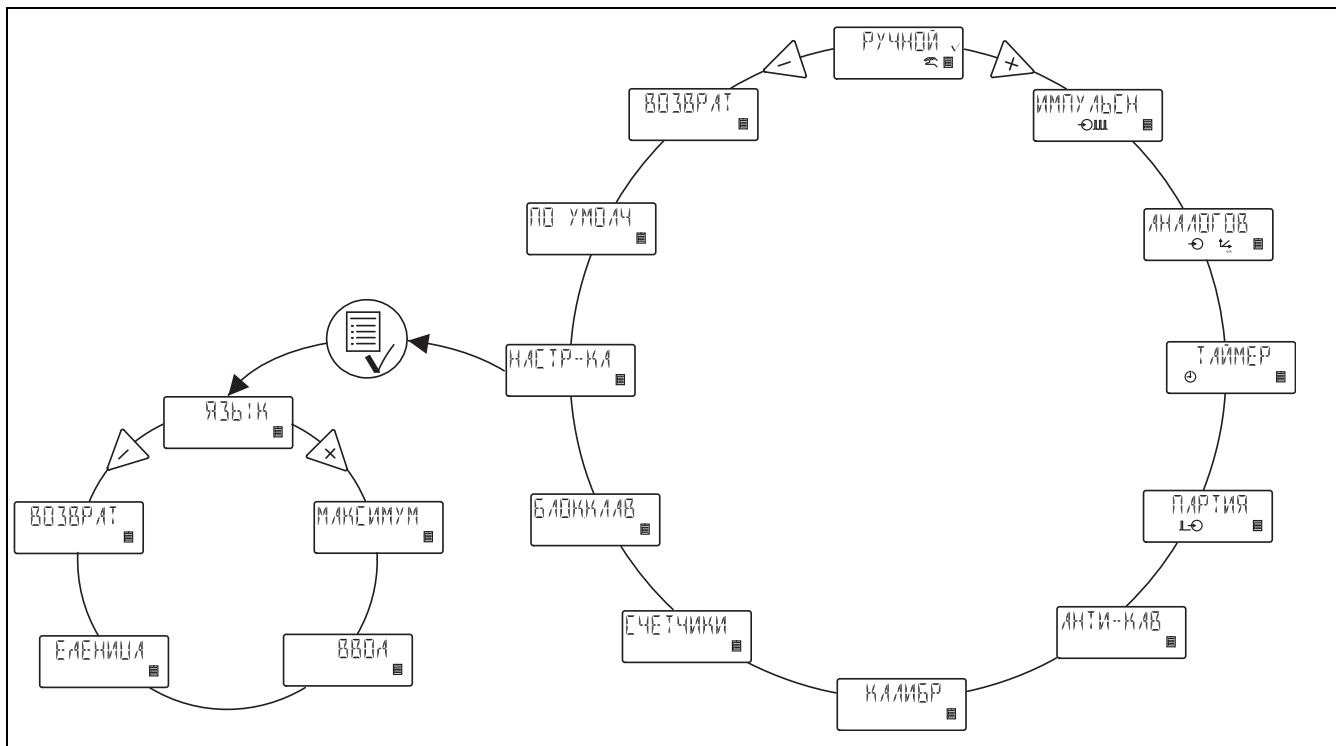 РУЧНОЙ
ВОЗВРАТ
ИМПУЛЬСН
ПО УМОЛЧ
АНАЛОГОВ
НАСТР-КА
ТАЙМЕР
ЯЗЫК
БЛОККЛАВ
ПАРТИЯ
ВОЗВРАТ
МАКСИМУМ
СЧЕТЧИКИ
АНТИ-КАВ
ЕДЕНИЦА
ВВОД
КАЛИБР